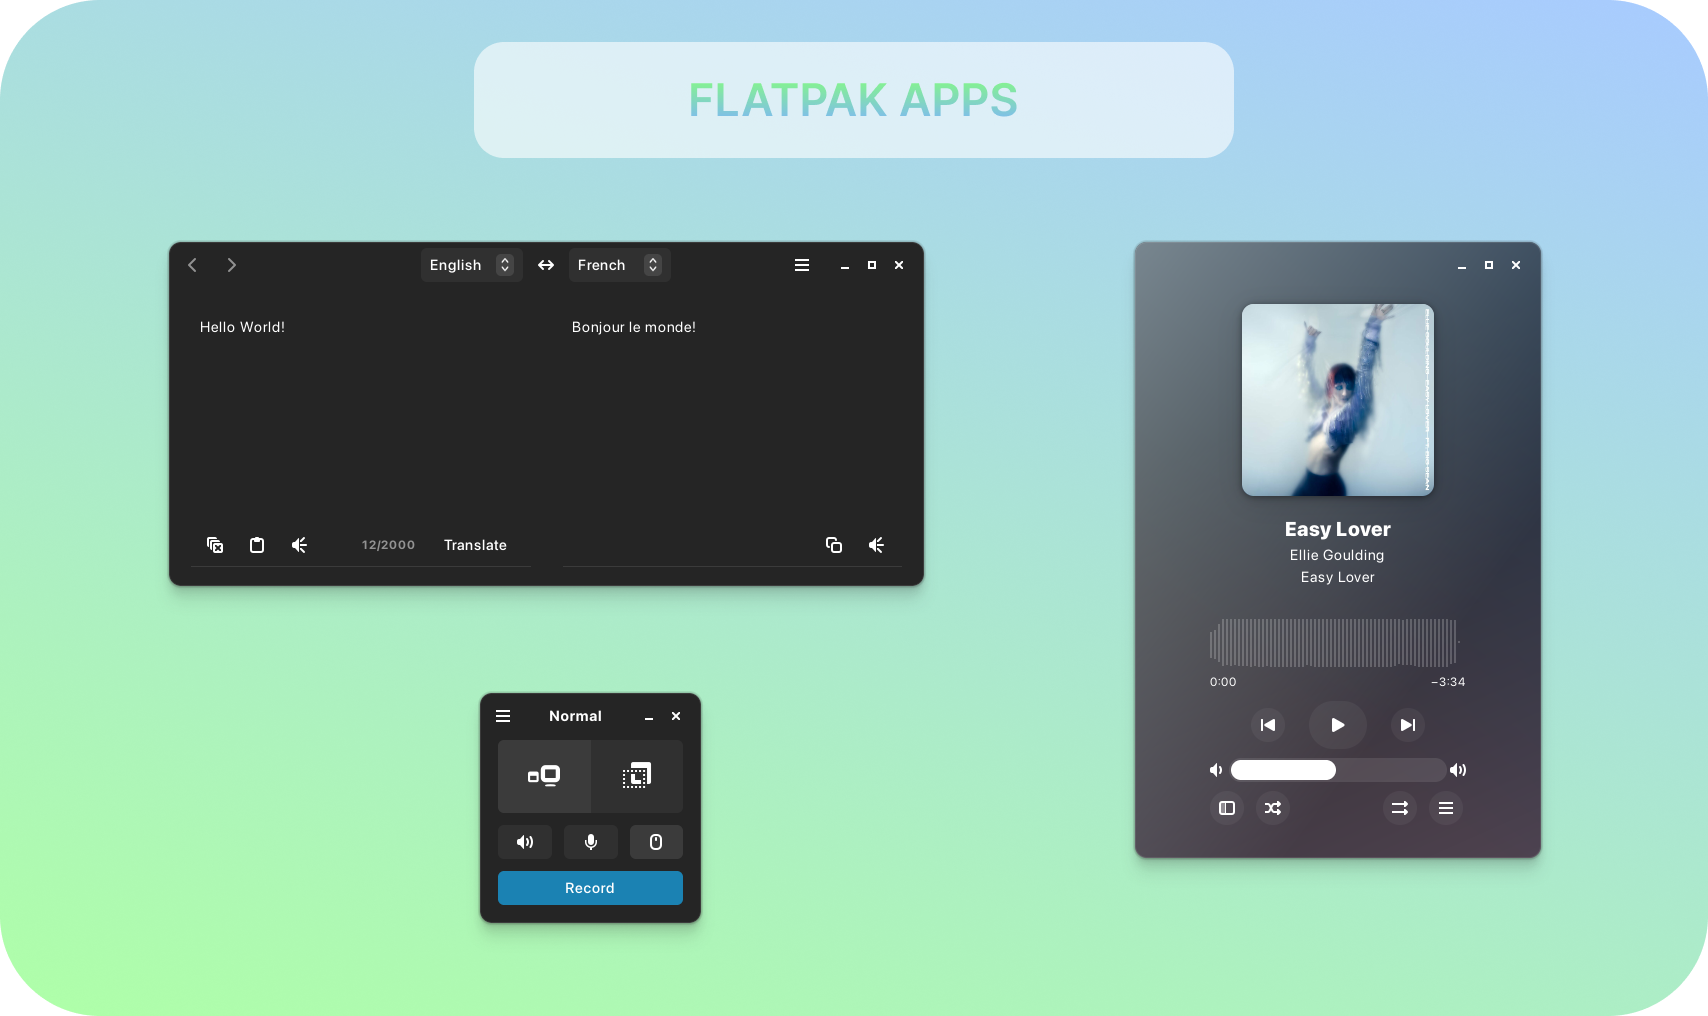 FLATPAK APPS
English
French
Hello World!
Bonjour le monde!
12/2000
Translate
Easy Lover
Ellie Goulding
Easy Lover
0:00
−3:34
Normal
Record